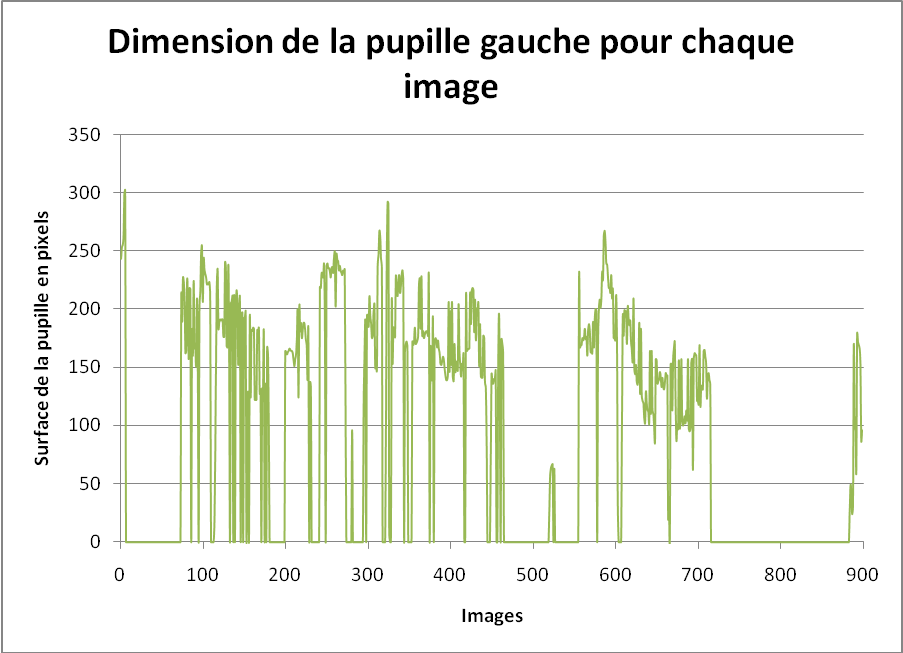 Dimension de la pupille gauche pour chaque
image
350
300
250
200
150
100
50
0
Surface de la pupille en pixels
0 100 200 300 400 500 600 700 800 900
Images